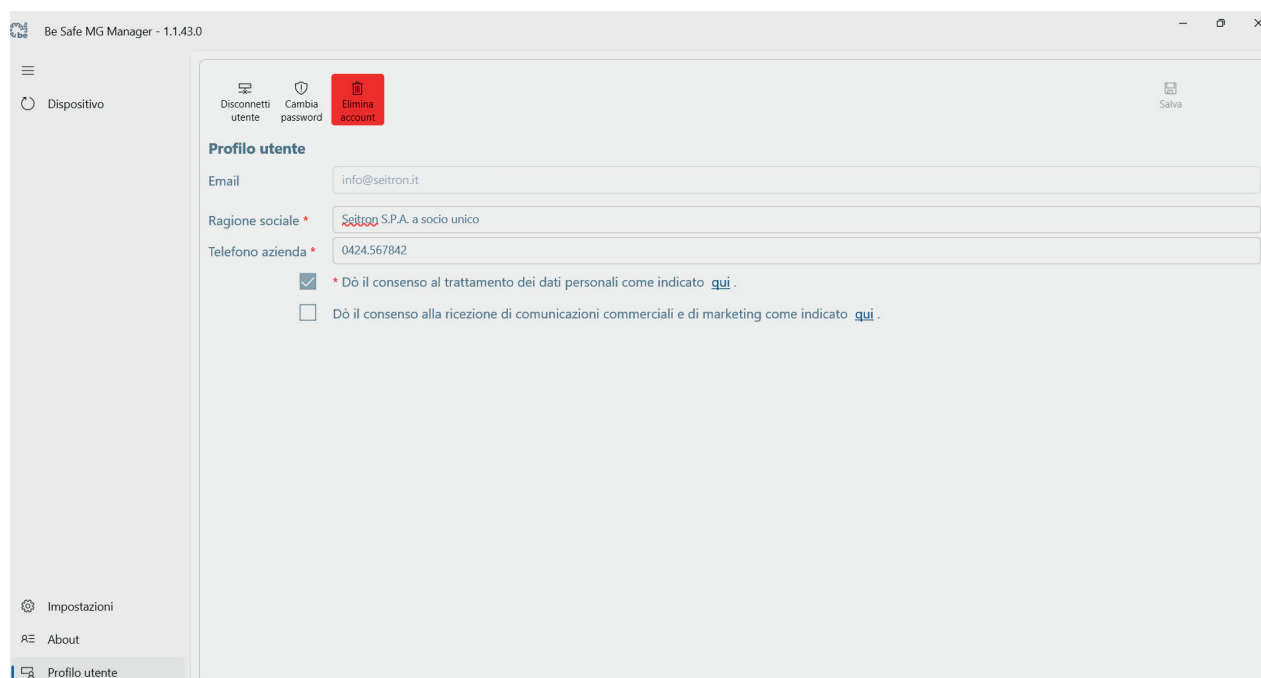 Be Safe MG Manager - 1.1.43.0
Dispositivo
Disconnetti
utente
Cambia
password
Elimina
account
Salva
Profilo utente
Email
info@seitron.it
Ragione sociale *
Seitron S.P.A. a socio unico
Telefono azienda *
0424.567842
* Dò il consenso al trattamento dei dati personali come indicato qui .
Dò il consenso alla ricezione di comunicazioni commerciali e di marketing come indicato qui .
Impostazioni
About
Profilo utente